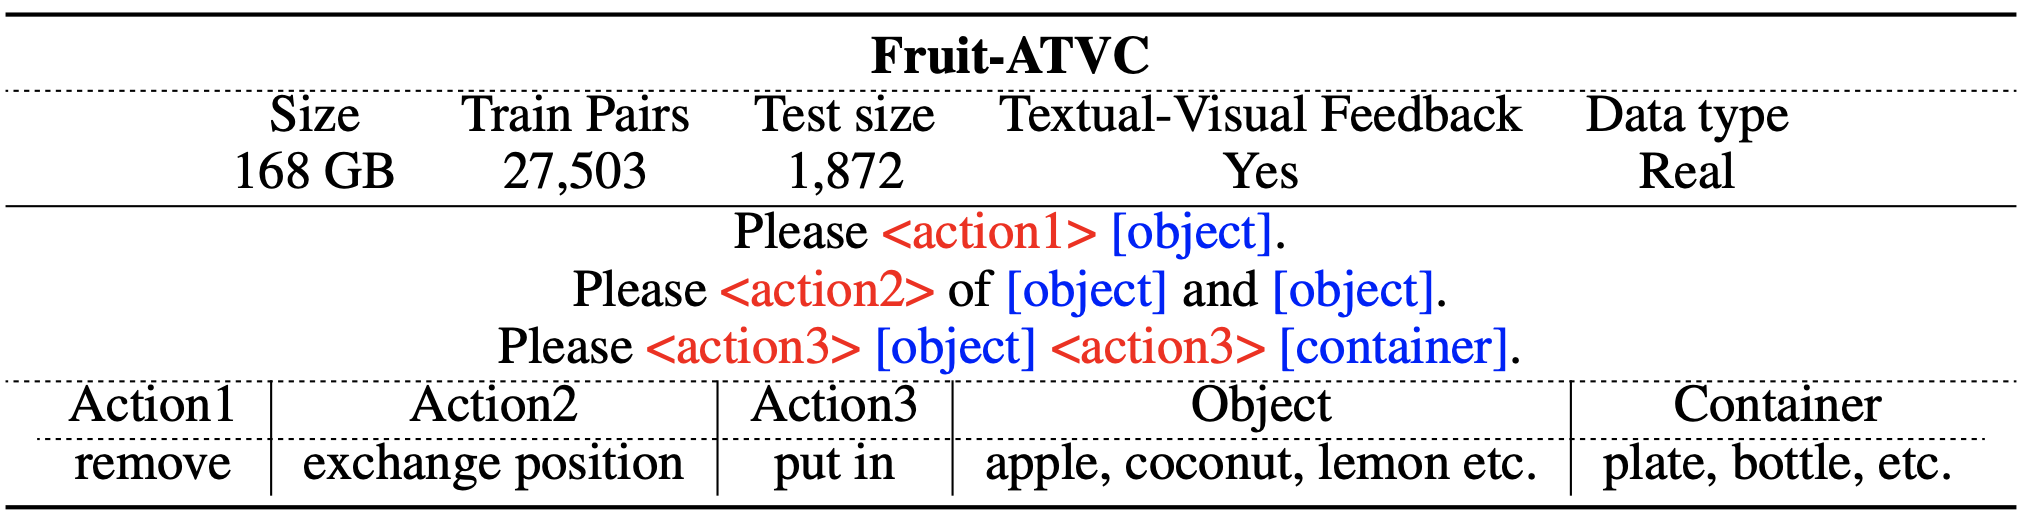 Fruit-ATVC
Size Train Pairs Test size Textual-Visual Feedback Data type
168 GB 27,503 1,872 Yes Real
Please <action1> [object].
Please <action2> of [object] and [object].
Please <action3> [object] <action3> [container].
Action1 Action2 Action3 Object Container
remove exchange position put in apple, coconut, lemon etc. plate, bottle, etc.